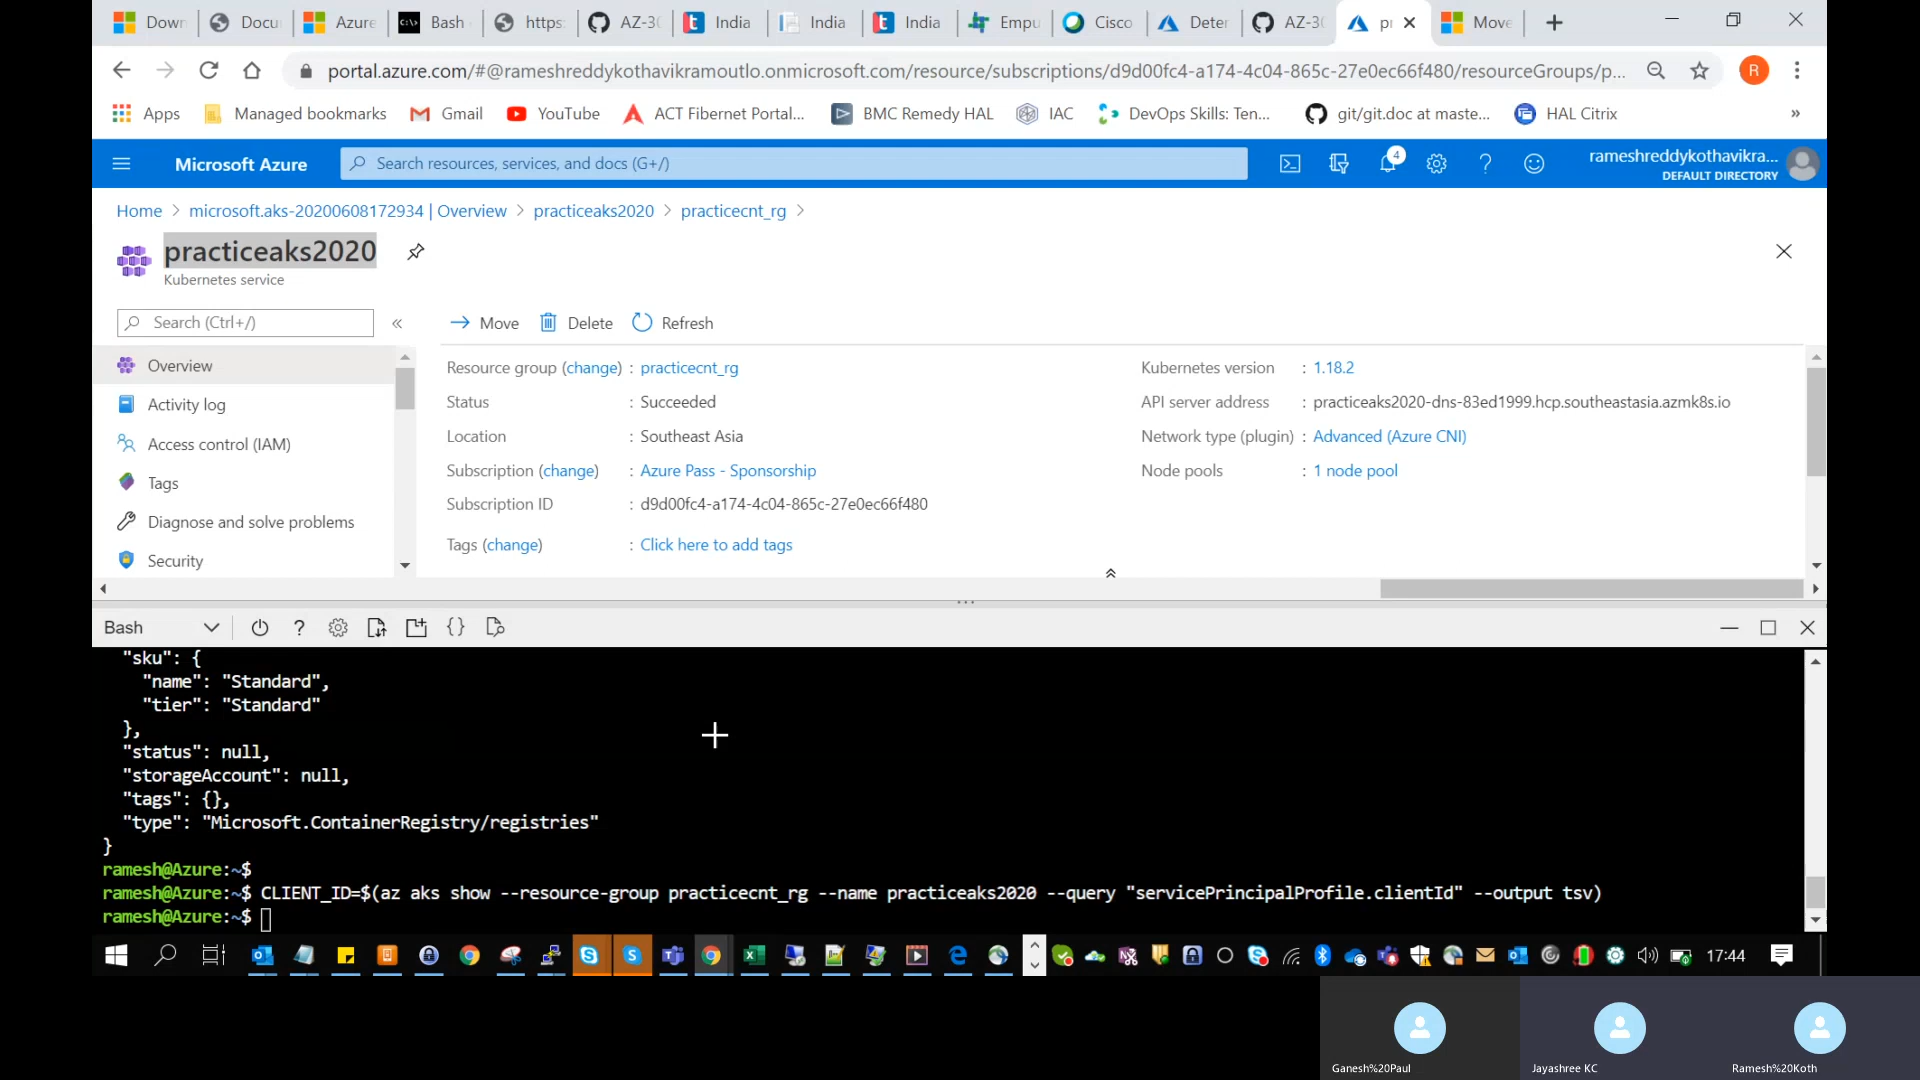 Down
Docu
Azure
Bash
https
AZ-30
India
India
India
Empu
Cisco
Deter
AZ-30
Move
portal.azure.com/#@rameshreddykothavikramoutlo.onmicrosoft.com/resource/subscriptions/d9d00fc4-a174-4c04-865c-27e0ec66f480/resourceGroups/p...
R
Apps
Managed bookmarks
Gmail
YouTube
ACT Fibernet Portal...
BMC Remedy HAL
IAC
DevOps Skills: Ten...
git/git.doc at maste...
HAL Citrix
»
Microsoft Azure
Search resources, services, and docs (G+/)
4
rameshreddykothavikra...
DEFAULT DIRECTORY
Home > microsoft.aks-20200608172934 | Overview > practiceaks2020 > practicecnt_rg >
practiceaks2020
Kubernetes service
Search (Ctrl+/)
«
Move
Delete
Refresh
Overview
Activity log
Access control (IAM)
Tags
Diagnose and solve problems
Security
Resource group (change) : practicecnt_rg
Status : Succeeded
Location : Southeast Asia
Subscription (change) : Azure Pass - Sponsorship
Subscription ID : d9d00fc4-a174-4c04-865c-27e0ec66f480
Tags (change) : Click here to add tags
Kubernetes version : 1.18.2
API server address : practiceaks2020-dns-83ed1999.hcp.southeastasia.azmk8s.io
Network type (plugin) : Advanced (Azure CNI)
Node pools : 1 node pool
Bash
"sku": {
"name": "Standard",
"tier": "Standard"
},
"status": null,
"storageAccount": null,
"tags": {},
"type": "Microsoft.ContainerRegistry/registries"
}
ramesh@Azure:~$
ramesh@Azure:~$ CLIENT_ID=$(az aks show --resource-group practicecnt_rg --name practiceaks2020 --query "servicePrincipalProfile.clientId" --output tsv)
ramesh@Azure:~$
17:44
Ganesh%20Paul
Jayashree KC
Ramesh%20Koth